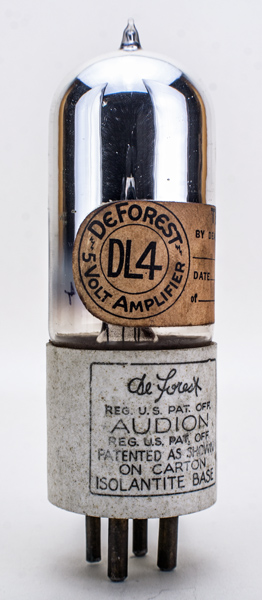 DEFOREST
DL4
5 VOLT AMPLIFIER
BY
DATE
of
de Forest
REG. U.S. PAT. OFF.
AUDION
REG. U.S. PAT. OFF.
PATENTED AS SHOWN
ON CARTON
ISOLANTITE BASE